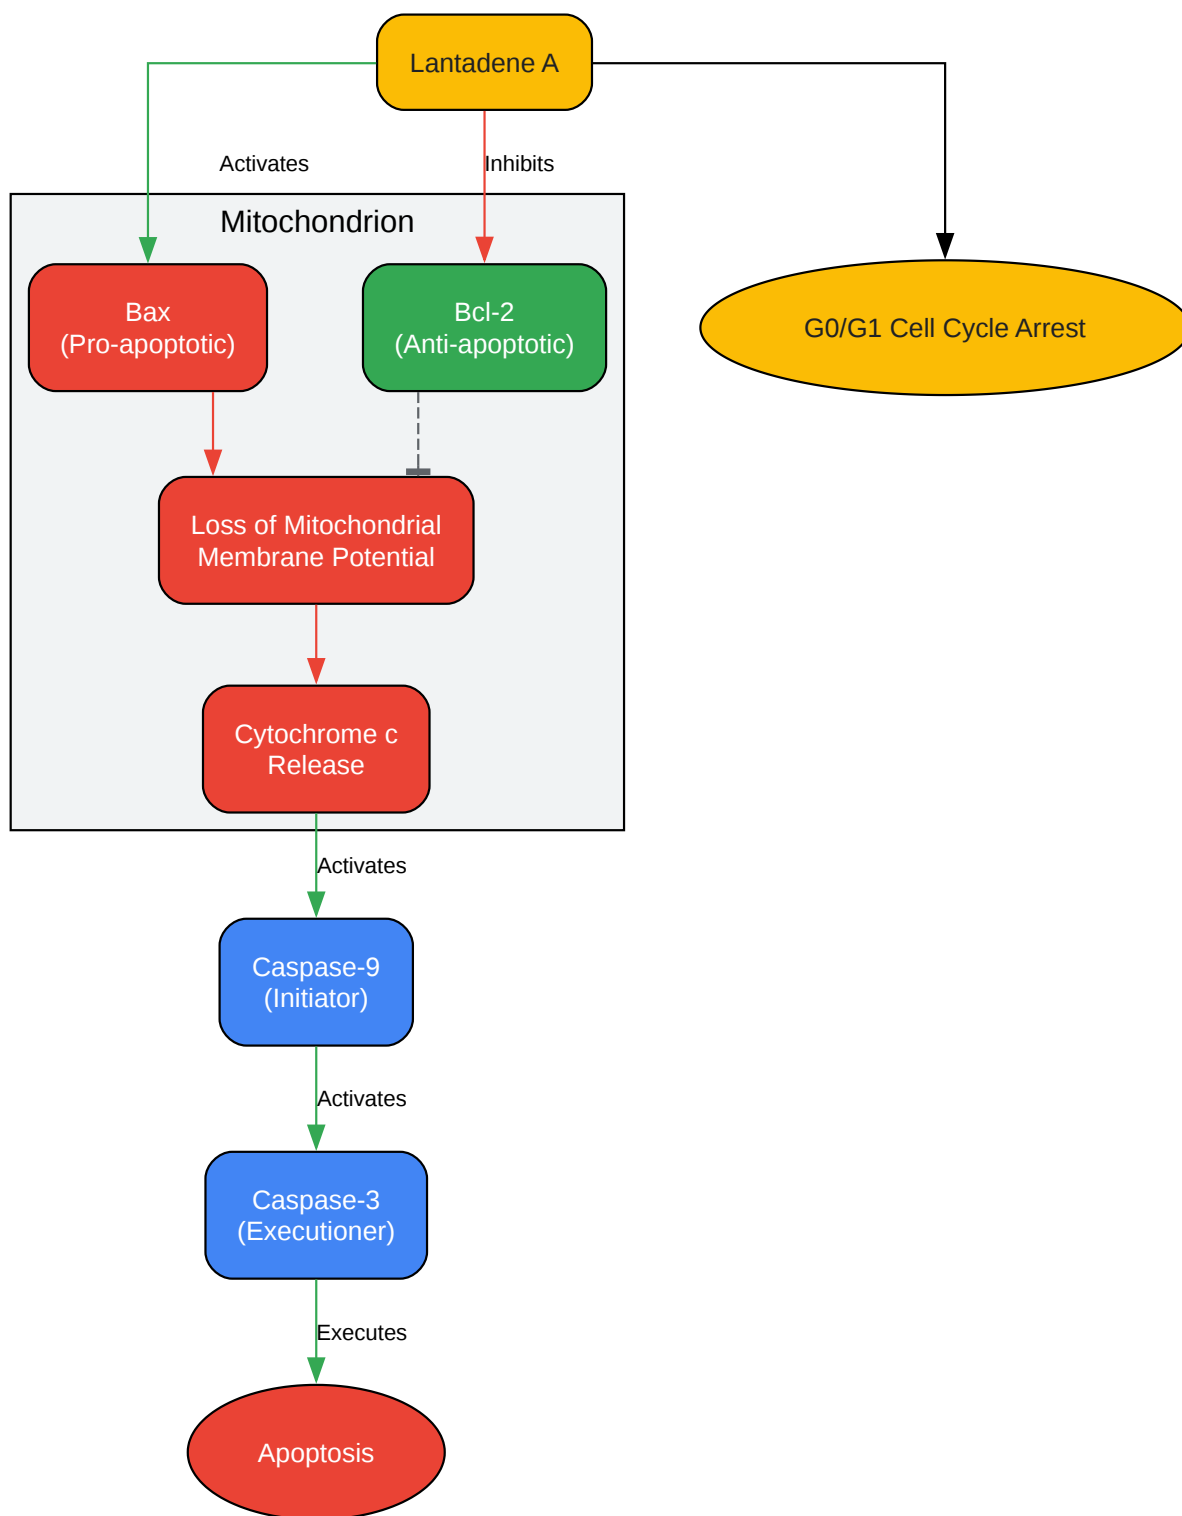 Lantadene A
Activates
Inhibits
Mitochondrion
Bax
(Pro-apoptotic)
Bcl-2
(Anti-apoptotic)
G0/G1 Cell Cycle Arrest
Loss of Mitochondrial
Membrane Potential
Cytochrome c
Release
Activates
Caspase-9
(Initiator)
Activates
Caspase-3
(Executioner)
Executes
Apoptosis